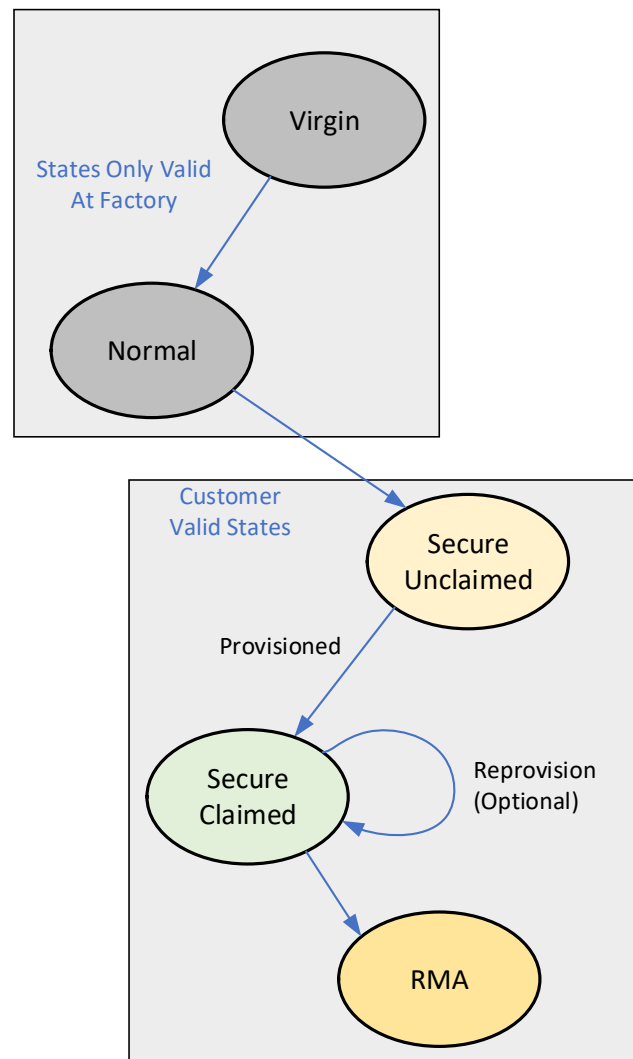 Virgin
States Only Valid
At Factory
Normal
Customer
Valid States
Secure
Unclaimed
Provisioned
Secure
Claimed
Reprovision
(Optional)
RMA